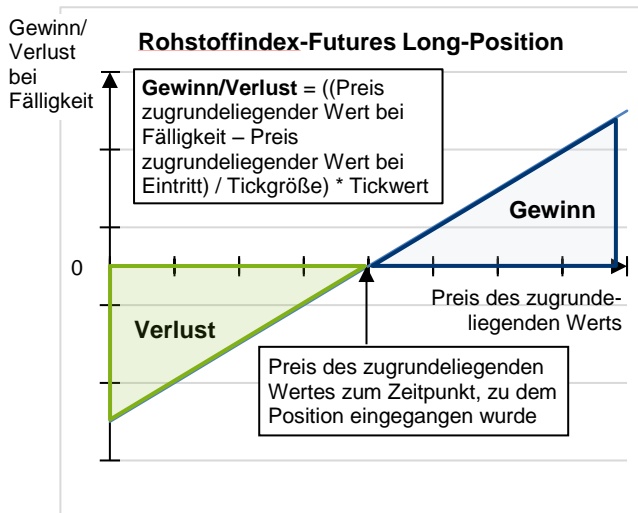 Gewinn/
Verlust
bei
Fälligkeit
Rohstoffindex-Futures Long-Position
Gewinn/Verlust = ((Preis
zugrundeliegender Wert bei
Fälligkeit – Preis
zugrundeliegender Wert bei
Eintritt) / Tickgröße) * Tickwert
Gewinn
0
Preis des zugrunde-
liegenden Werts
Verlust
Preis des zugrundeliegenden
Wertes zum Zeitpunkt, zu dem
Position eingegangen wurde